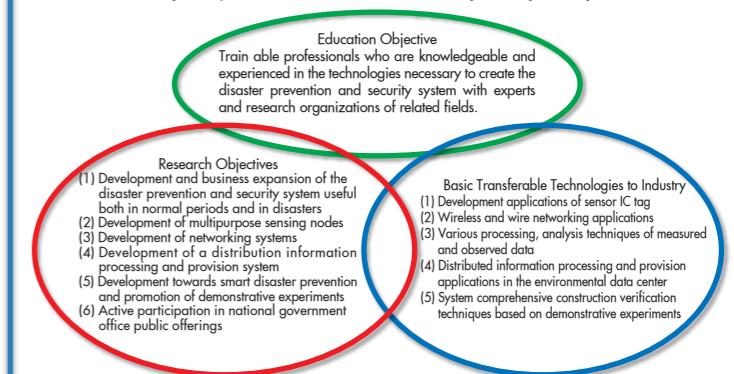 Education Objective
Train able professionals who are knowledgeable and
experienced in the technologies necessary to create the
disaster prevention and security system with experts
and research organizations of related fields.
Research Objectives
(1) Development and business expansion of the
disaster prevention and security system useful
both in normal periods and in disasters
(2) Development of multipurpose sensing nodes
(3) Development of networking systems
(4) Development of a distribution information
processing and provision system
(5) Development towards smart disaster prevention
and promotion of demonstrative experiments
(6) Active participation in national government
office public offerings
Basic Transferable Technologies to Industry
(1) Development applications of sensor IC tag
(2) Wireless and wire networking applications
(3) Various processing, analysis techniques of measured
and observed data
(4) Distributed information processing and provision
applications in the environmental data center
(5) System comprehensive construction verification
techniques based on demonstrative experiments